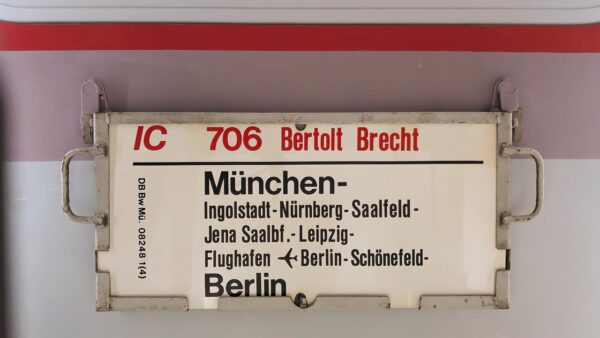 IC 706 Bertolt Brecht
München-
Ingolstadt-Nürnberg-Saalfeld-
Jena Saalbf.-Leipzig-
Flughafen ✈ Berlin-Schönefeld-
Berlin
DB Bw Mü. 08248 1(4)